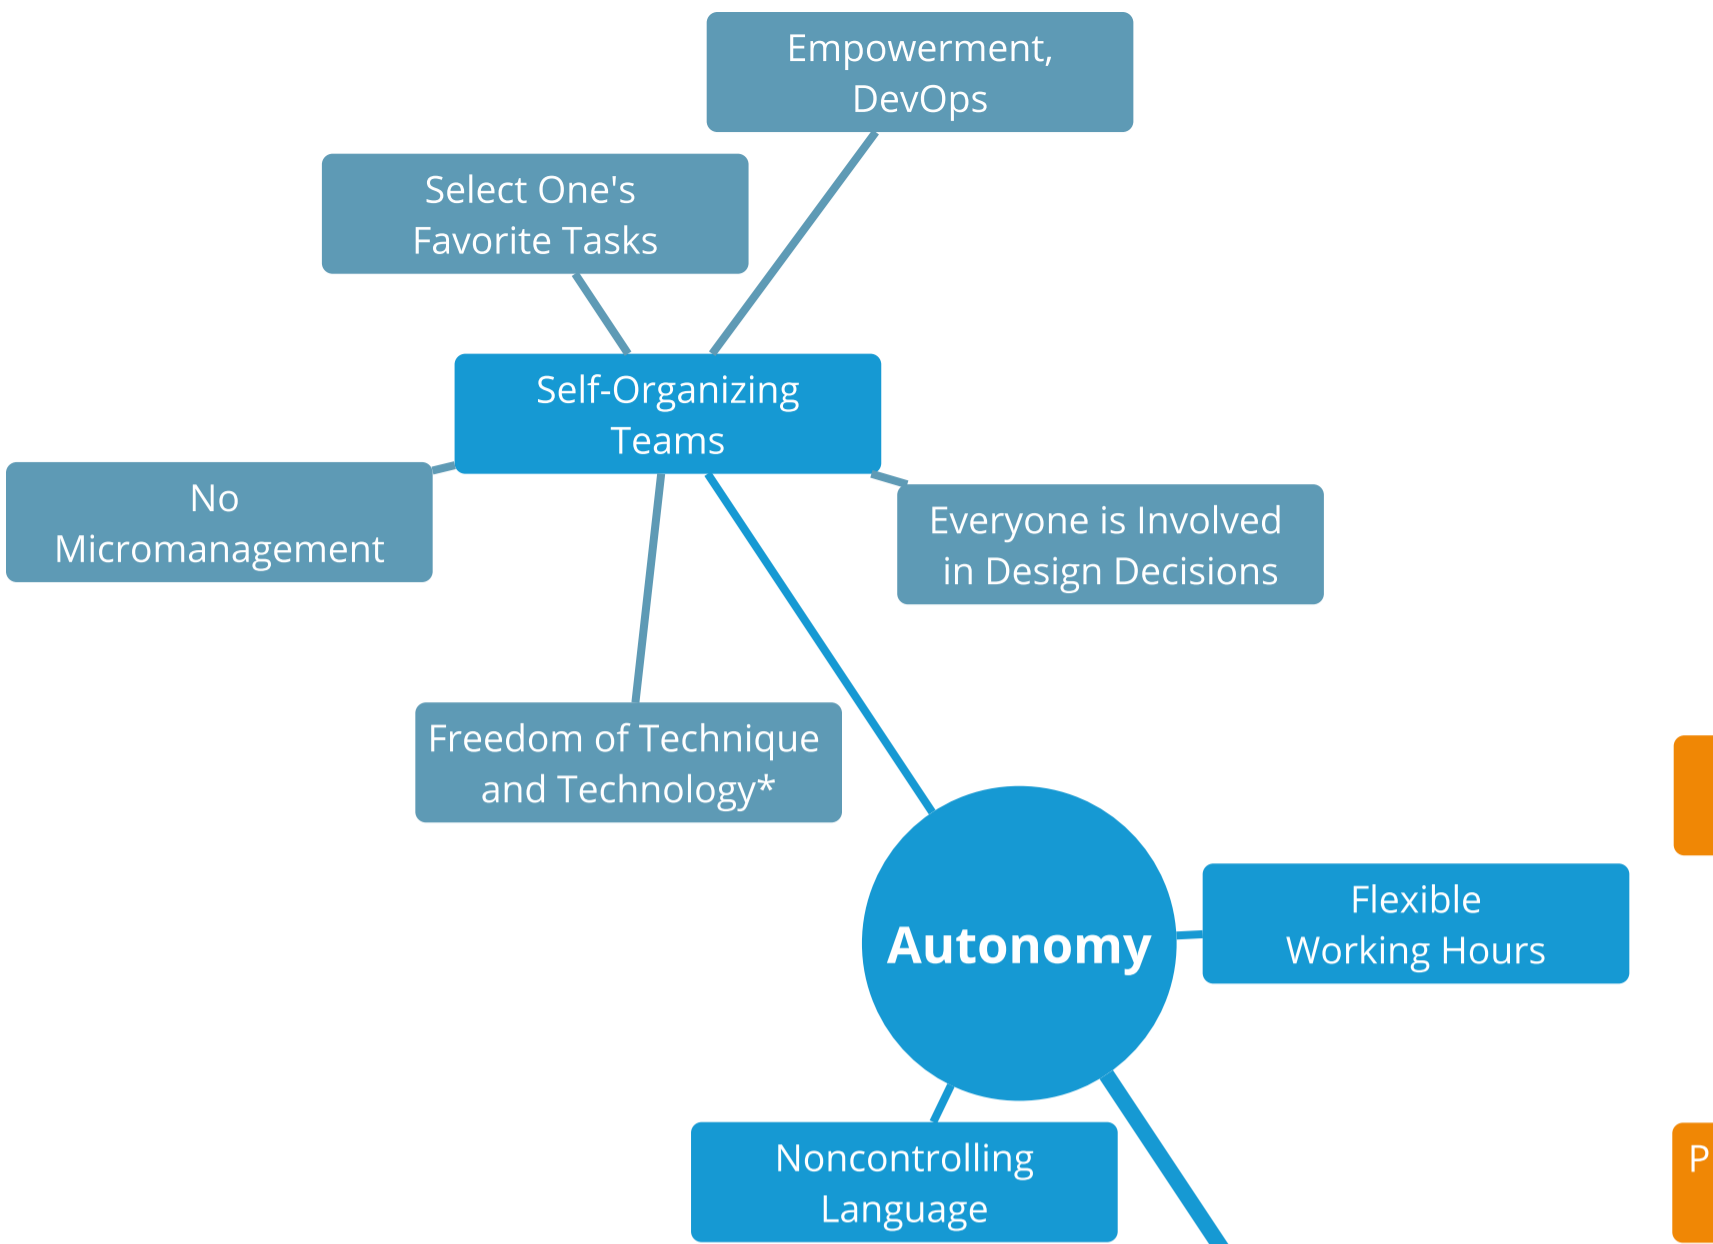 Empowerment,
DevOps
Select One's
Favorite Tasks
Self-Organizing
Teams
No
Micromanagement
Everyone is Involved
in Design Decisions
Freedom of Technique
and Technology*
Autonomy
Flexible
Working Hours
Noncontrolling
Language
P